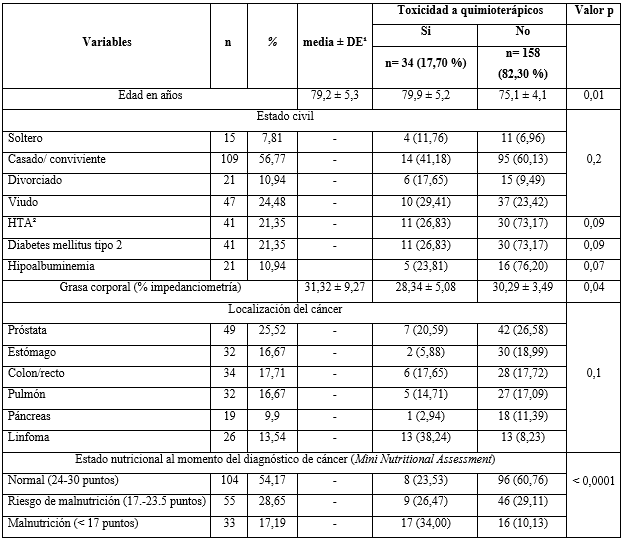 Variables n % media ± DE¹ Toxicidad a quimioterápicos Valor p
Si No
n= 34 (17,70 %) n= 158 (82,30 %)
Edad en años 79,2 ± 5,3 79,9 ± 5,2 75,1 ± 4,1 0,01
Estado civil
Soltero 15 7,81 - 4 (11,76) 11 (6,96)
Casado/ conviviente 109 56,77 - 14 (41,18) 95 (60,13) 0,2
Divorciado 21 10,94 - 6 (17,65) 15 (9,49)
Viudo 47 24,48 - 10 (29,41) 37 (23,42)
HTA² 41 21,35 - 11 (26,83) 30 (73,17) 0,09
Diabetes mellitus tipo 2 41 21,35 - 11 (26,83) 30 (73,17) 0,09
Hipoalbuminemia 21 10,94 - 5 (23,81) 16 (76,20) 0,07
Grasa corporal (% impedanciometría) 31,32 ± 9,27 28,34 ± 5,08 30,29 ± 3,49 0,04
Localización del cáncer
Próstata 49 25,52 - 7 (20,59) 42 (26,58)
Estómago 32 16,67 - 2 (5,88) 30 (18,99)
Colon/recto 34 17,71 - 6 (17,65) 28 (17,72) 0,1
Pulmón 32 16,67 - 5 (14,71) 27 (17,09)
Páncreas 19 9,9 - 1 (2,94) 18 (11,39)
Linfoma 26 13,54 - 13 (38,24) 13 (8,23)
Estado nutricional al momento del diagnóstico de cáncer (Mini Nutritional Assessment)
Normal (24-30 puntos) 104 54,17 - 8 (23,53) 96 (60,76) < 0,0001
Riesgo de malnutrición (17.-23.5 puntos) 55 28,65 - 9 (26,47) 46 (29,11)
Malnutrición (< 17 puntos) 33 17,19 - 17 (34,00) 16 (10,13)